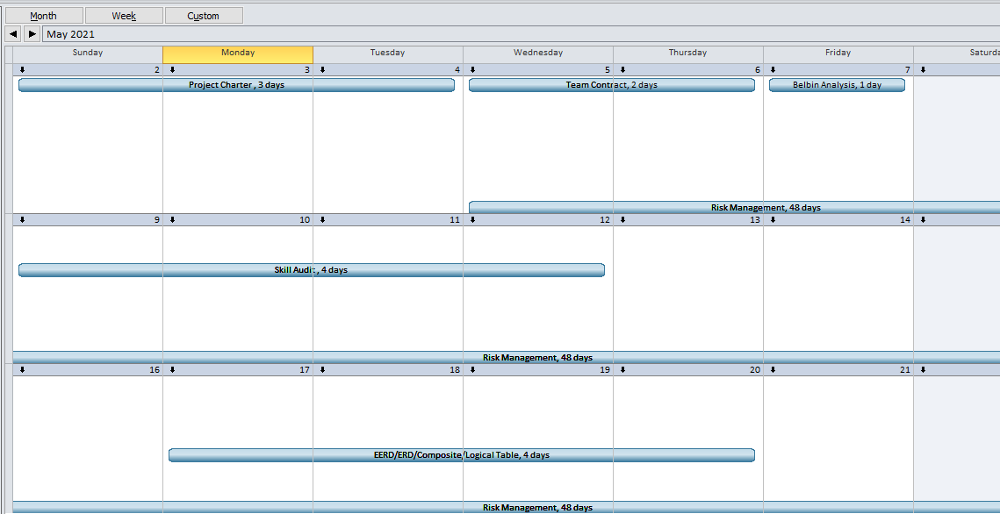 Month Week Custom
May 2021
Sunday Monday Tuesday Wednesday Thursday Friday Saturda
2 3 4 5 6 7
Project Charter , 3 days Team Contract, 2 days Belbin Analysis, 1 day
Risk Management, 48 days
9 10 11 12 13 14
Skill Audit , 4 days
Risk Management, 48 days
16 17 18 19 20 21
EERD/ERD/Composite/Logical Table, 4 days
Risk Management, 48 days